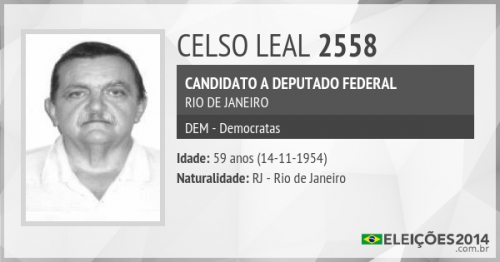 CELSO LEAL 2558
CANDIDATO A DEPUTADO FEDERAL
RIO DE JANEIRO
DEM - Democratas
Idade: 59 anos (14-11-1954)
Naturalidade: RJ - Rio de Janeiro
ELEIÇÕES2014
.com.br